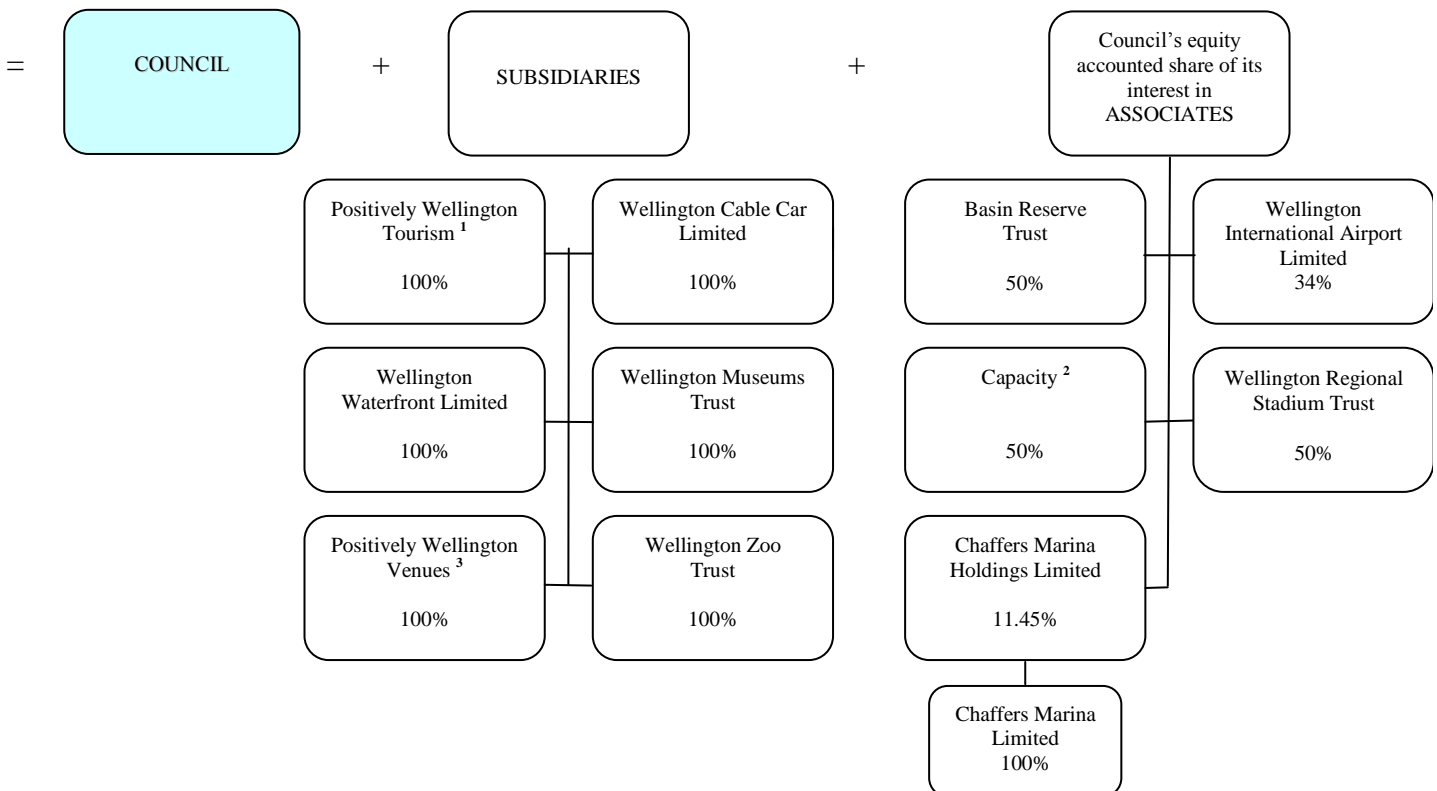 =
COUNCIL
+
SUBSIDIARIES
+
Council’s equity
accounted share of its
interest in
ASSOCIATES
Positively Wellington
Tourism 1
100%
Wellington Cable Car
Limited
100%
Basin Reserve
Trust
50%
Wellington
International Airport
Limited
34%
Wellington
Waterfront Limited
100%
Wellington Museums
Trust
100%
Capacity 2
50%
Wellington Regional
Stadium Trust
50%
Positively Wellington
Venues 3
100%
Wellington Zoo
Trust
100%
Chaffers Marina
Holdings Limited
11.45%
Chaffers Marina
Limited
100%